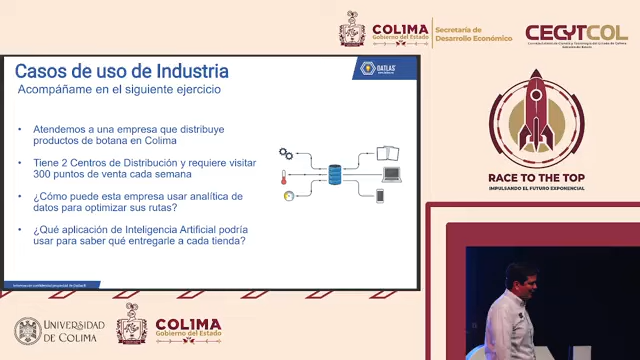 COLIMA
Gobierno del Estado
Secretaría de
Desarrollo Económico
CECYTCOL
Casos de uso de Industria
Acompáñame en el siguiente ejercicio
DATLAS
• Atendemos a una empresa que distribuye
productos de botana en Colima
• Tiene 2 Centros de Distribución y requiere visitar
300 puntos de venta cada semana
• ¿Cómo puede esta empresa usar analítica de
datos para optimizar sus rutas?
• ¿Qué aplicación de Inteligencia Artificial podría
usar para saber qué entregarle a cada tienda?
RACE TO THE TOP
IMPULSANDO EL FUTURO EXPONENCIAL
UNIVERSIDAD
DE COLIMA
COLIMA
Gobierno del Estado